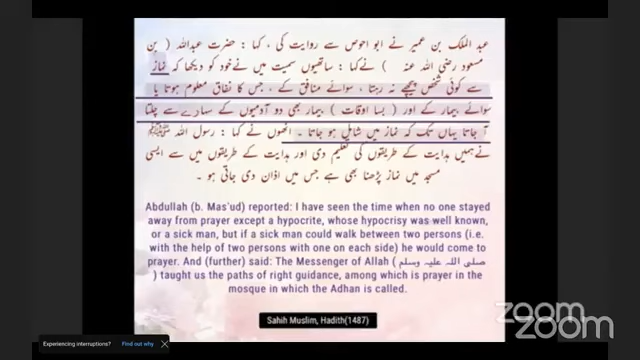 عبد الملک بن عمیر نے ابو احوص سے روایت کی ، کہا : حضرت عبداللہ ( بن
مسعود رضی اللہ عنہ ) نے کہا : ساتھیوں سمیت میں نے خود کو دیکھا کہ نماز
سے کوئی شخص پیچھے نہ رہتا ، سوائے منافق کے ، جس کا نفاق معلوم ہوتا یا
سوائے بیمار کے اور ( بسا اوقات ) بیمار بھی دو آدمیوں کے سہارے سے چلتا
آ جاتا یہاں تک کہ نماز میں شامل ہو جاتا ۔ انھوں نے کہا : رسول اللہ ﷺ
نے ہمیں ہدایت کے طریقوں کی تعلیم دی اور ہدایت کے طریقوں میں سے ایسی
مسجد میں نماز پڑھنا بھی ہے جس میں اذان دی جاتی ہو ۔
Abdullah (b. Mas'ud) reported: I have seen the time when no one stayed
away from prayer except a hypocrite, whose hypocrisy was well known,
or a sick man, but if a sick man could walk between two persons (i.e.
with the help of two persons with one on each side) he would come to
prayer. And (further) said: The Messenger of Allah (صلی اللہ علیہ وسلم
) taught us the paths of right guidance, among which is prayer in the
mosque in which the Adhan is called.
Sahih Muslim, Hadith(1487)
zoom
zoom
Experiencing interruptions? Find out why